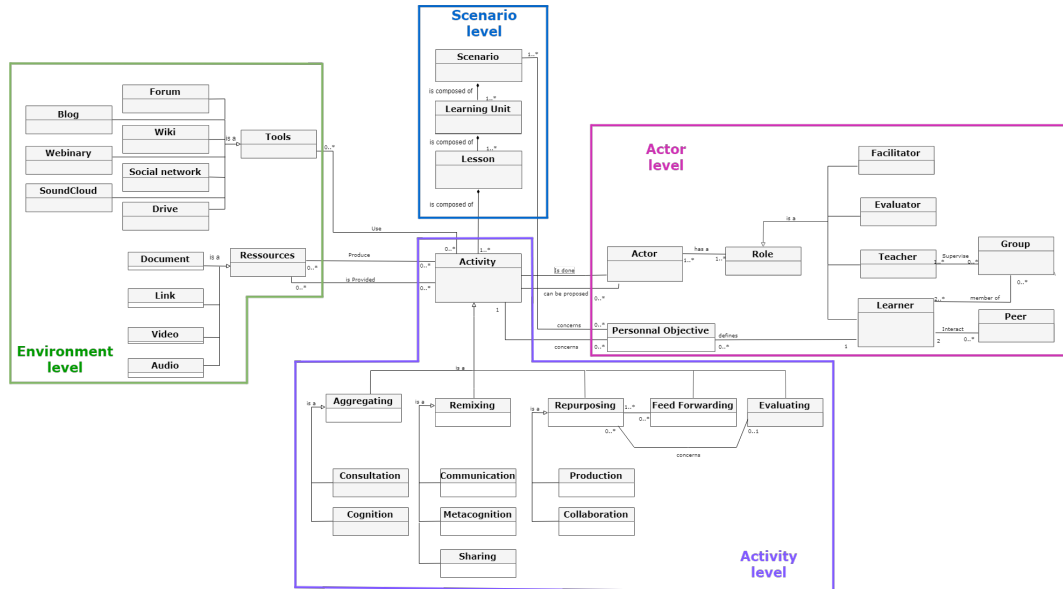 Scenario
level
Scenario
1..*
is composed of
1..*
Learning Unit
is composed of
1..*
Lesson
is composed of
Forum
Blog
Wiki
is a
Tools
0..*
Webinary
Social network
SoundCloud
Drive
Use
Environment
level
Document
is a
Ressources
0..*
0..*
Link
Video
Audio
Produce
is Provided
0..*
1..*
0..*
0..*
Activity
1
Is done
can be proposed
0..*
concerns
0..*
concerns
0..*
Actor
level
Facilitator
is a
Evaluator
Actor
1..*
has a
1..*
Role
Teacher
1..*
Supervise
0..*
Group
0..*
Learner
member of
Interact
2
0..*
Peer
Personnal Objective
defines
0..*
1
is a
is a
Aggregating
is a
Remixing
is a
Repurposing
1..*
0..*
0..*
Feed Forwarding
Evaluating
0..1
concerns
Consultation
Communication
Production
Cognition
Metacognition
Collaboration
Sharing
Activity
level